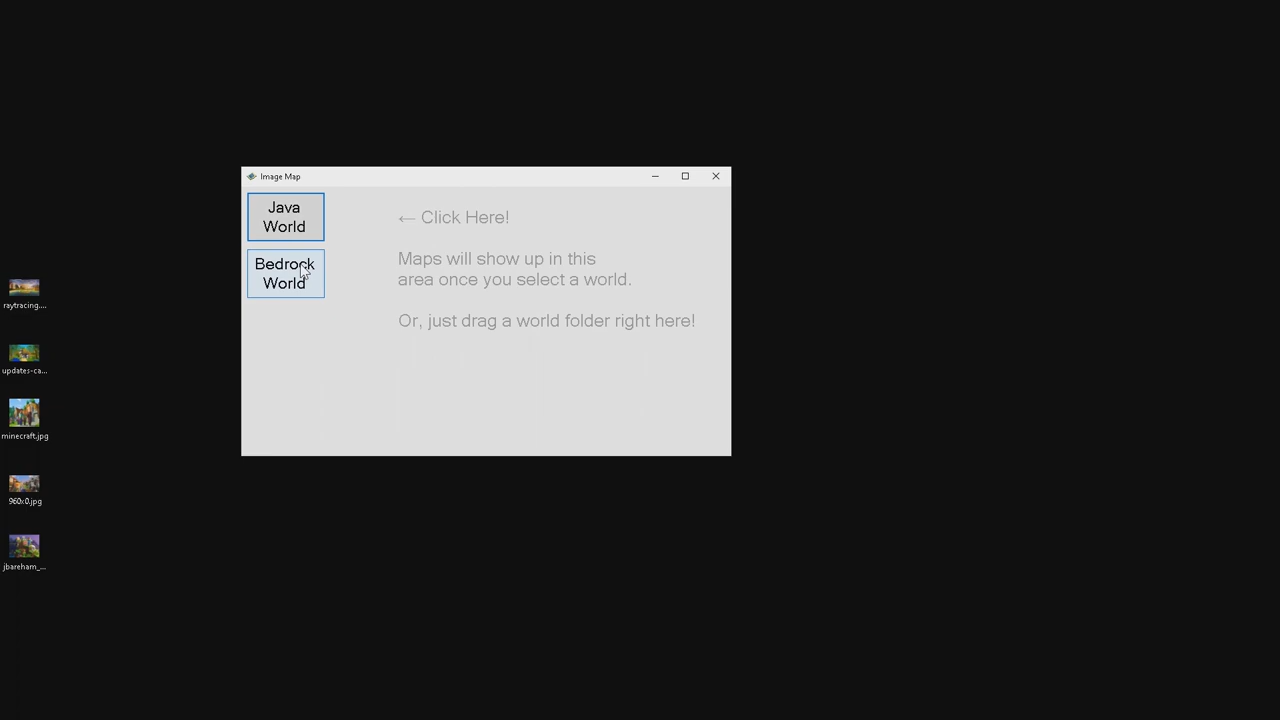 Image Map
Java
World
← Click Here!
Bedrock
World
Maps will show up in this
area once you select a world.
Or, just drag a world folder right here!
raytracing....
updates-ca...
minecraft.jpg
960x0.jpg
jbareham_...